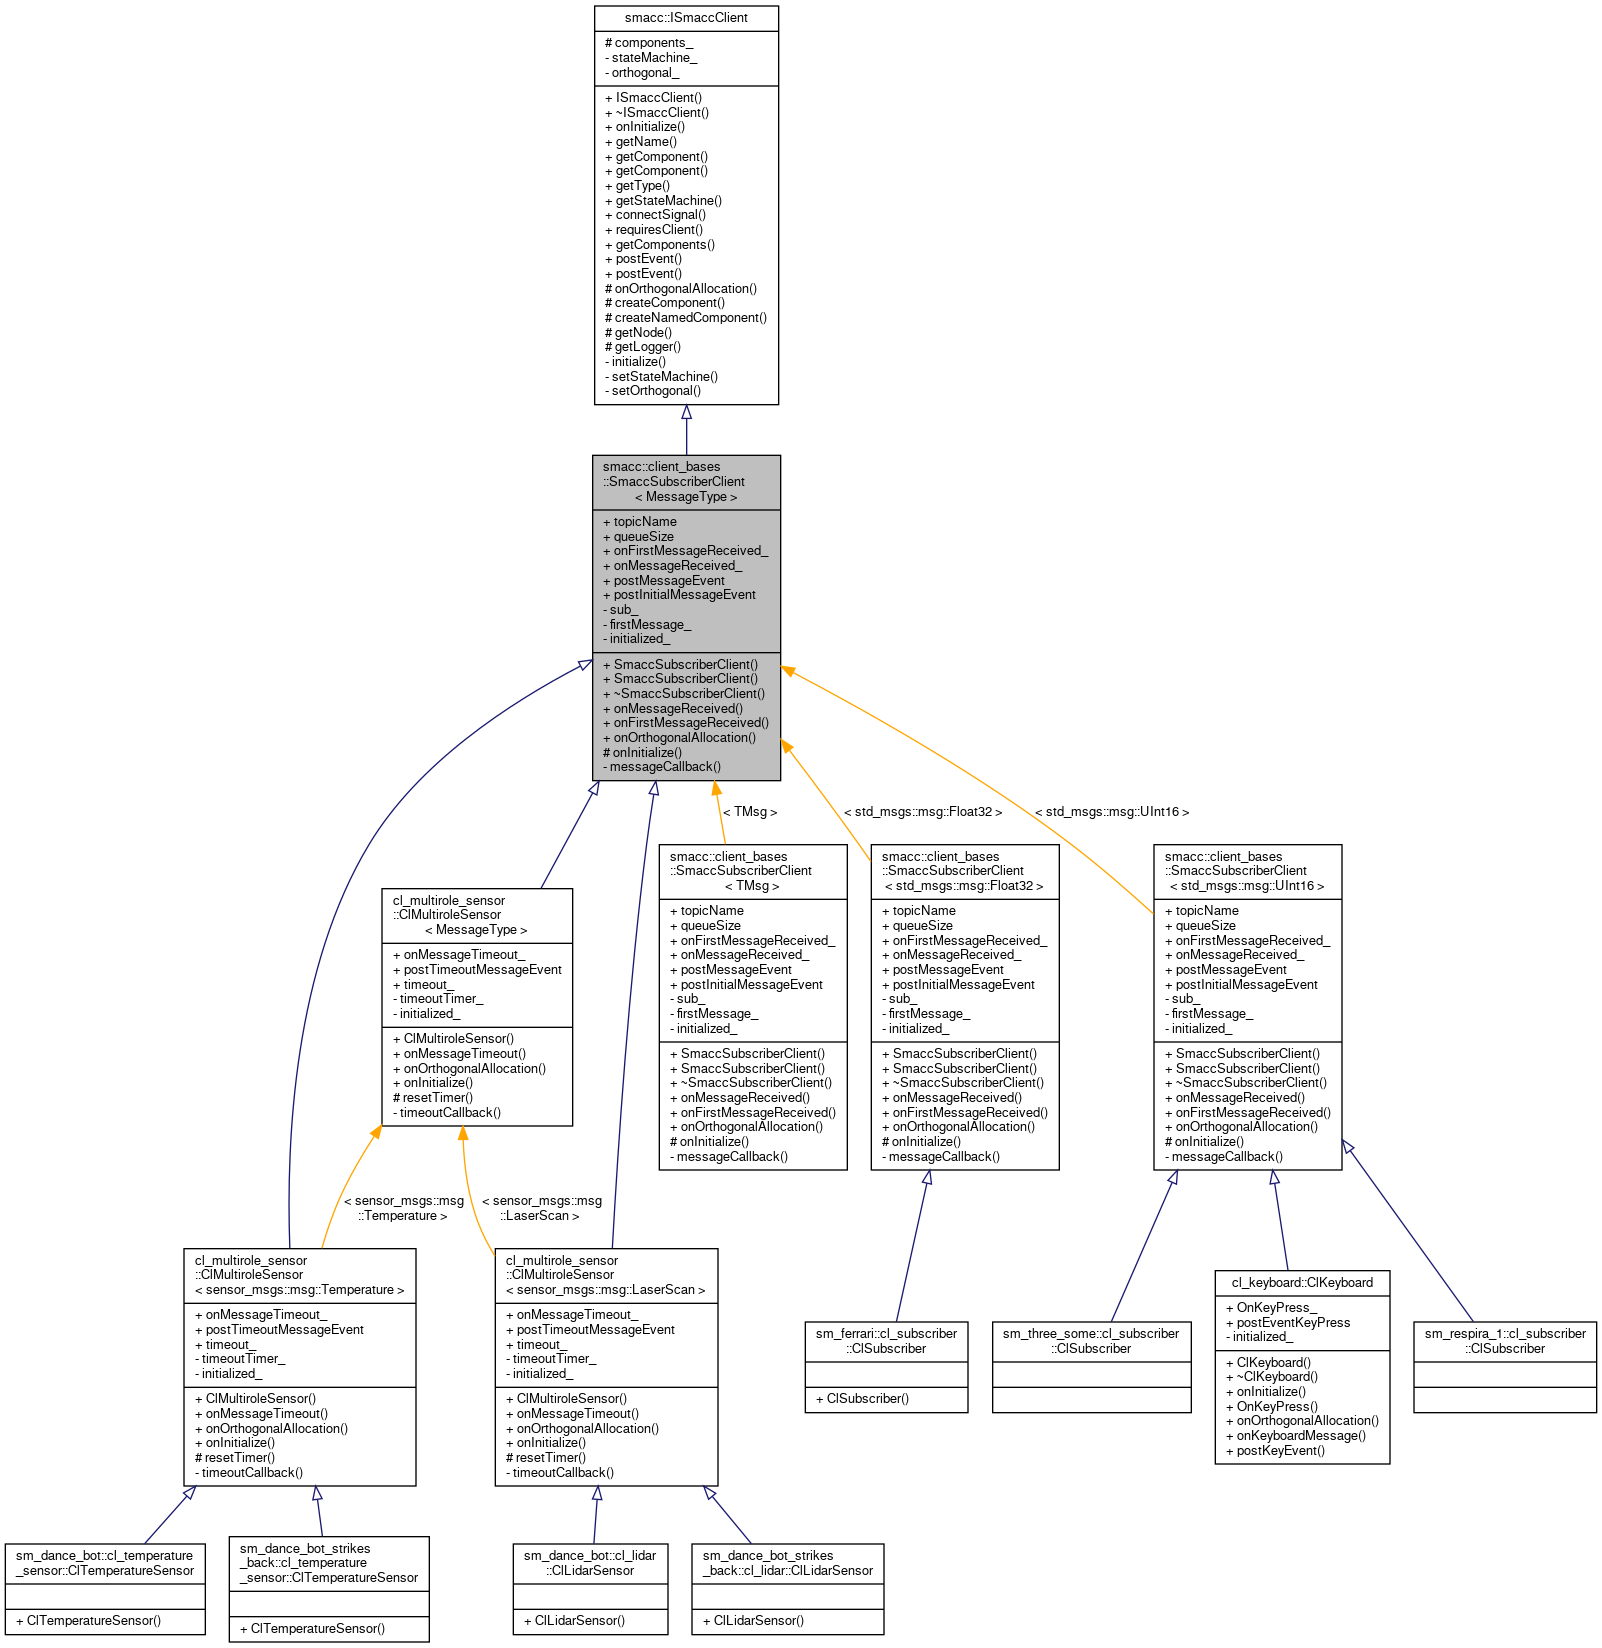 smacc::ISmaccClient
# components_
- stateMachine_
- orthogonal_
+ ISmaccClient()
+ ~ISmaccClient()
+ onInitialize()
+ getName()
+ getComponent()
+ getComponent()
+ getType()
+ getStateMachine()
+ connectSignal()
+ requiresClient()
+ getComponents()
+ postEvent()
+ postEvent()
# onOrthogonalAllocation()
# createComponent()
# createNamedComponent()
# getNode()
# getLogger()
- initialize()
- setStateMachine()
- setOrthogonal()
smacc::client_bases
::SmaccSubscriberClient
< MessageType >
+ topicName
+ queueSize
+ onFirstMessageReceived_
+ onMessageReceived_
+ postMessageEvent
+ postInitialMessageEvent
- sub_
- firstMessage_
- initialized_
+ SmaccSubscriberClient()
+ SmaccSubscriberClient()
+ ~SmaccSubscriberClient()
+ onMessageReceived()
+ onFirstMessageReceived()
+ onOrthogonalAllocation()
# onInitialize()
- messageCallback()
< TMsg >
< std_msgs::msg::Float32 >
< std_msgs::msg::UInt16 >
cl_multirole_sensor
::ClMultiroleSensor
< MessageType >
+ onMessageTimeout_
+ postTimeoutMessageEvent
+ timeout_
- timeoutTimer_
- initialized_
+ ClMultiroleSensor()
+ onMessageTimeout()
+ onOrthogonalAllocation()
+ onInitialize()
# resetTimer()
- timeoutCallback()
smacc::client_bases
::SmaccSubscriberClient
< TMsg >
+ topicName
+ queueSize
+ onFirstMessageReceived_
+ onMessageReceived_
+ postMessageEvent
+ postInitialMessageEvent
- sub_
- firstMessage_
- initialized_
+ SmaccSubscriberClient()
+ SmaccSubscriberClient()
+ ~SmaccSubscriberClient()
+ onMessageReceived()
+ onFirstMessageReceived()
+ onOrthogonalAllocation()
# onInitialize()
- messageCallback()
smacc::client_bases
::SmaccSubscriberClient
< std_msgs::msg::Float32 >
+ topicName
+ queueSize
+ onFirstMessageReceived_
+ onMessageReceived_
+ postMessageEvent
+ postInitialMessageEvent
- sub_
- firstMessage_
- initialized_
+ SmaccSubscriberClient()
+ SmaccSubscriberClient()
+ ~SmaccSubscriberClient()
+ onMessageReceived()
+ onFirstMessageReceived()
+ onOrthogonalAllocation()
# onInitialize()
- messageCallback()
smacc::client_bases
::SmaccSubscriberClient
< std_msgs::msg::UInt16 >
+ topicName
+ queueSize
+ onFirstMessageReceived_
+ onMessageReceived_
+ postMessageEvent
+ postInitialMessageEvent
- sub_
- firstMessage_
- initialized_
+ SmaccSubscriberClient()
+ SmaccSubscriberClient()
+ ~SmaccSubscriberClient()
+ onMessageReceived()
+ onFirstMessageReceived()
+ onOrthogonalAllocation()
# onInitialize()
- messageCallback()
< sensor_msgs::msg
::Temperature >
< sensor_msgs::msg
::LaserScan >
cl_multirole_sensor
::ClMultiroleSensor
< sensor_msgs::msg::Temperature >
+ onMessageTimeout_
+ postTimeoutMessageEvent
+ timeout_
- timeoutTimer_
- initialized_
+ ClMultiroleSensor()
+ onMessageTimeout()
+ onOrthogonalAllocation()
+ onInitialize()
# resetTimer()
- timeoutCallback()
cl_multirole_sensor
::ClMultiroleSensor
< sensor_msgs::msg::LaserScan >
+ onMessageTimeout_
+ postTimeoutMessageEvent
+ timeout_
- timeoutTimer_
- initialized_
+ ClMultiroleSensor()
+ onMessageTimeout()
+ onOrthogonalAllocation()
+ onInitialize()
# resetTimer()
- timeoutCallback()
sm_ferrari::cl_subscriber
::ClSubscriber
+ ClSubscriber()
sm_three_some::cl_subscriber
::ClSubscriber
cl_keyboard::ClKeyboard
+ OnKeyPress_
+ postEventKeyPress
- initialized_
+ ClKeyboard()
+ ~ClKeyboard()
+ onInitialize()
+ OnKeyPress()
+ onOrthogonalAllocation()
+ onKeyboardMessage()
+ postKeyEvent()
sm_respira_1::cl_subscriber
::ClSubscriber
sm_dance_bot::cl_temperature
_sensor::ClTemperatureSensor
+ ClTemperatureSensor()
sm_dance_bot_strikes
_back::cl_temperature
_sensor::ClTemperatureSensor
+ ClTemperatureSensor()
sm_dance_bot::cl_lidar
::ClLidarSensor
+ ClLidarSensor()
sm_dance_bot_strikes
_back::cl_lidar::ClLidarSensor
+ ClLidarSensor()